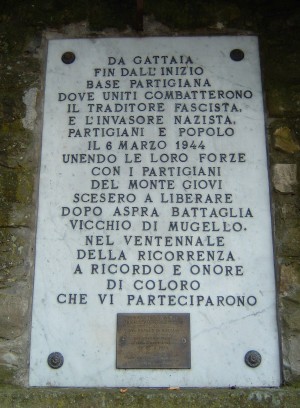 DA GATTAIA
FIN DALL'INIZIO
BASE PARTIGIANA
DOVE UNITI COMBATTERONO
IL TRADITORE FASCISTA,
E L'INVASORE NAZISTA,
PARTIGIANI E POPOLO
IL 6 MARZO 1944
UNENDO LE LORO FORZE
CON I PARTIGIANI
DEL MONTE GIOVI
SCESERO A LIBERARE
DOPO ASPRA BATTAGLIA
VICCHIO DI MUGELLO.
NEL VENTENNALE
DELLA RICORRENZA
A RICORDO E ONORE
DI COLORO
CHE VI PARTECIPARONO